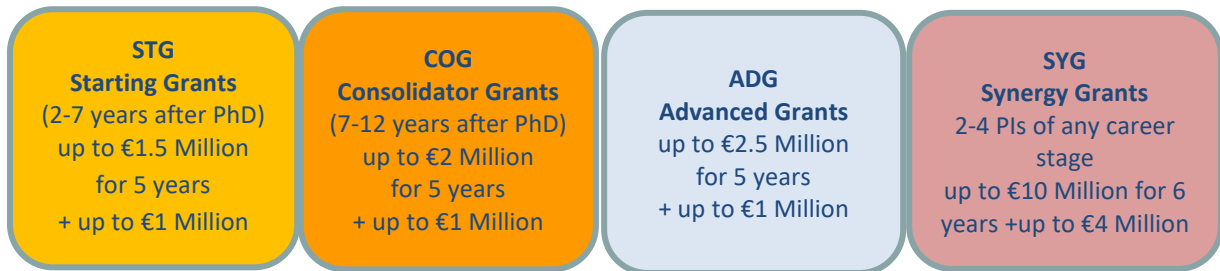 STG
Starting Grants
(2-7 years after PhD)
up to €1.5 Million
for 5 years
+ up to €1 Million
COG
Consolidator Grants
(7-12 years after PhD)
up to €2 Million
for 5 years
+ up to €1 Million
ADG
Advanced Grants
up to €2.5 Million
for 5 years
+ up to €1 Million
SYG
Synergy Grants
2-4 PIs of any career
stage
up to €10 Million for 6
years +up to €4 Million